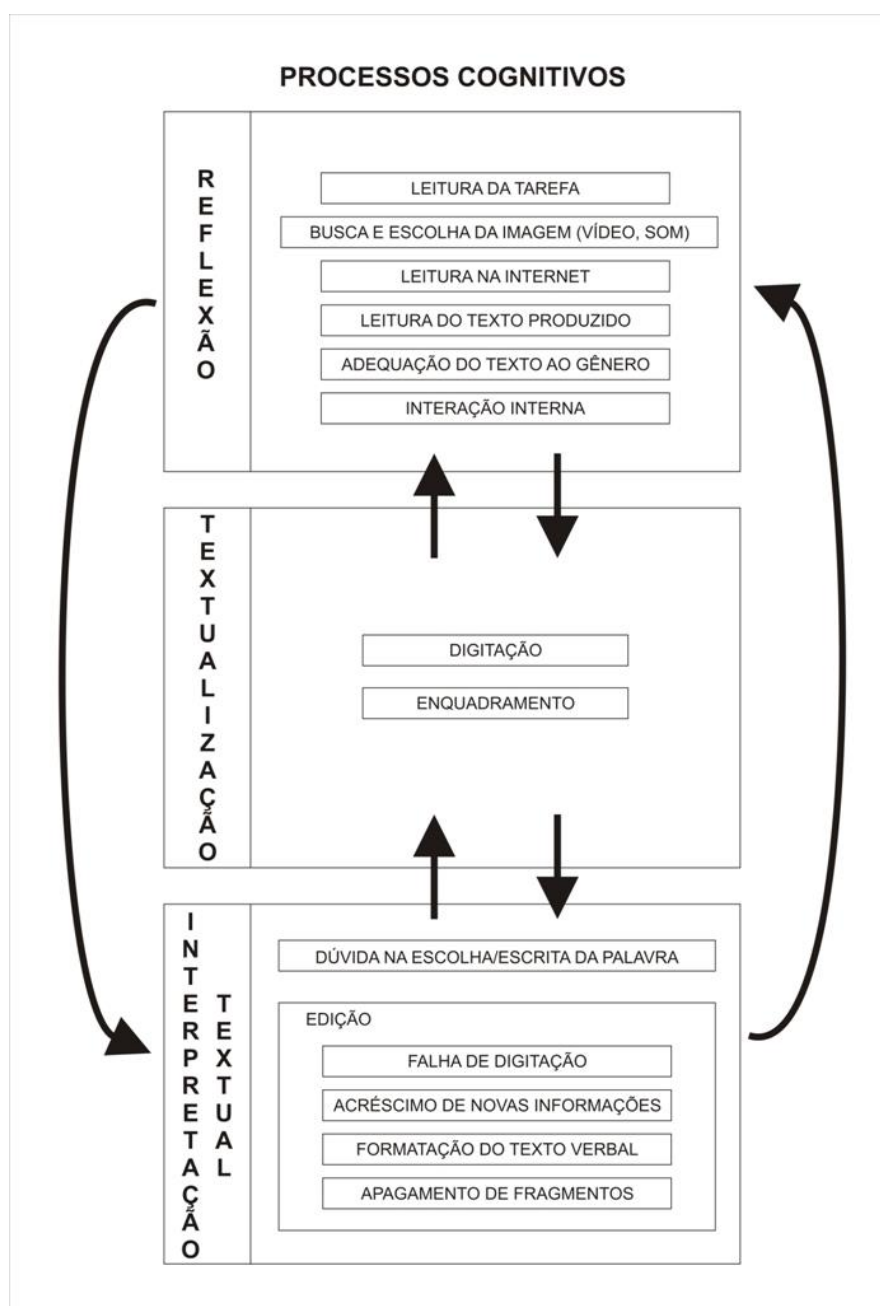 PROCESSOS COGNITIVOS
REFLEXÃO
LEITURA DA TAREFA
BUSCA E ESCOLHA DA IMAGEM (VÍDEO, SOM)
LEITURA NA INTERNET
LEITURA DO TEXTO PRODUZIDO
ADEQUAÇÃO DO TEXTO AO GÊNERO
INTERAÇÃO INTERNA
TEXTUALIZAÇÃO
DIGITAÇÃO
ENQUADRAMENTO
INTERPRETAÇÃO
TEXTUAL
DÚVIDA NA ESCOLHA/ESCRITA DA PALAVRA
EDIÇÃO
FALHA DE DIGITAÇÃO
ACRÉSCIMO DE NOVAS INFORMAÇÕES
FORMATAÇÃO DO TEXTO VERBAL
APAGAMENTO DE FRAGMENTOS